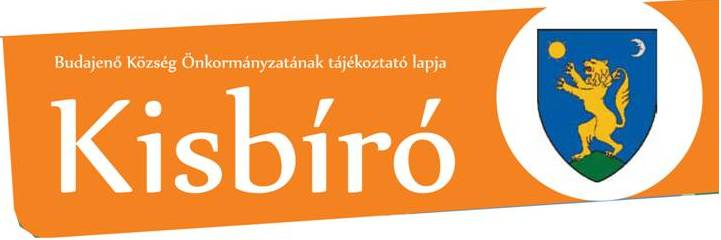 Budajenő Község Önkormányzatának tájékoztató lapja
Kisbíró